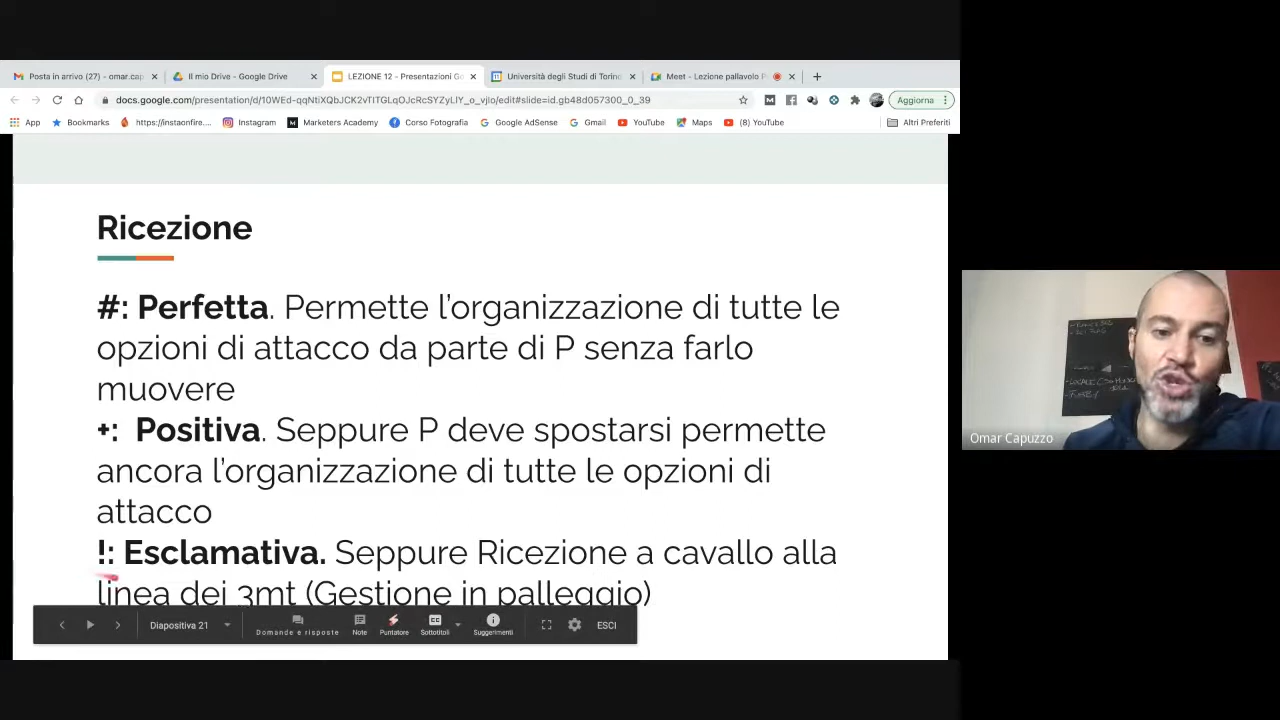 Posta in arrivo (27) - omar.cap
Il mio Drive - Google Drive
LEZIONE 12 - Presentazioni Go
Università degli Studi di Torino
Meet - Lezione pallavolo P
docs.google.com/presentation/d/10WEd-qqNtiXQbJCK2vTITGLqOJcRcSYZyLIY_o_vjIo/edit#slide=id.gb48d057300_0_39
Aggiorna
App
Bookmarks
https://instaonfire....
Instagram
Marketers Academy
Corso Fotografia
Google AdSense
Gmail
YouTube
Maps
(8) YouTube
Altri Preferiti
Ricezione
#: Perfetta. Permette l’organizzazione di tutte le
opzioni di attacco da parte di P senza farlo
muovere
+: Positiva. Seppure P deve spostarsi permette
ancora l’organizzazione di tutte le opzioni di
attacco
!: Esclamativa. Seppure Ricezione a cavallo alla
linea dei 3mt (Gestione in palleggio)
Diapositiva 21
Domande e risposte
Note
Puntatore
Sottotitoli
Suggerimenti
ESCI
Omar Capuzzo